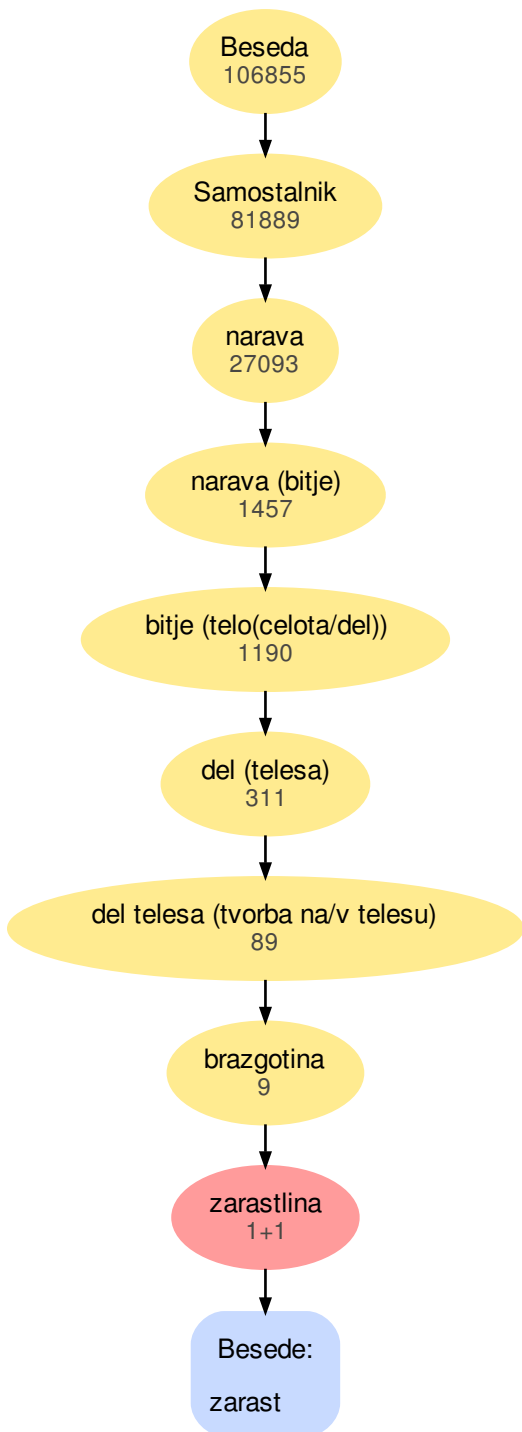 Beseda
106855
Samostalnik
81889
narava
27093
narava (bitje)
1457
bitje (telo(celota/del))
1190
del (telesa)
311
del telesa (tvorba na/v telesu)
89
brazgotina
9
zarastlina
1+1
Besede:
zarast